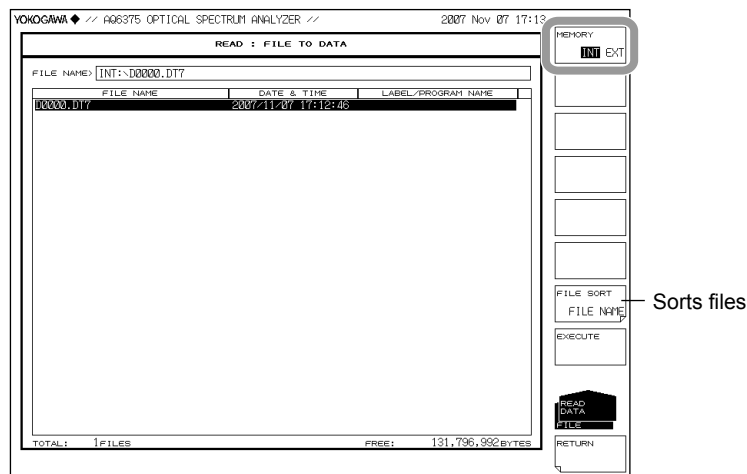 YOKOGAWA ◆ // AQ6375 OPTICAL SPECTRUM ANALYZER // 2007 Nov 07 17:13
READ : FILE TO DATA
FILE NAME> INT:\D0000.DT7
FILE NAME DATE & TIME LABEL/PROGRAM NAME
D0000.DT7 2007/11/07 17:12:46
TOTAL: 1FILES FREE: 131,796,992BYTES
MEMORY
INT EXT
FILE SORT
FILE NAME
Sorts files
EXECUTE
READ
DATA
FILE
RETURN